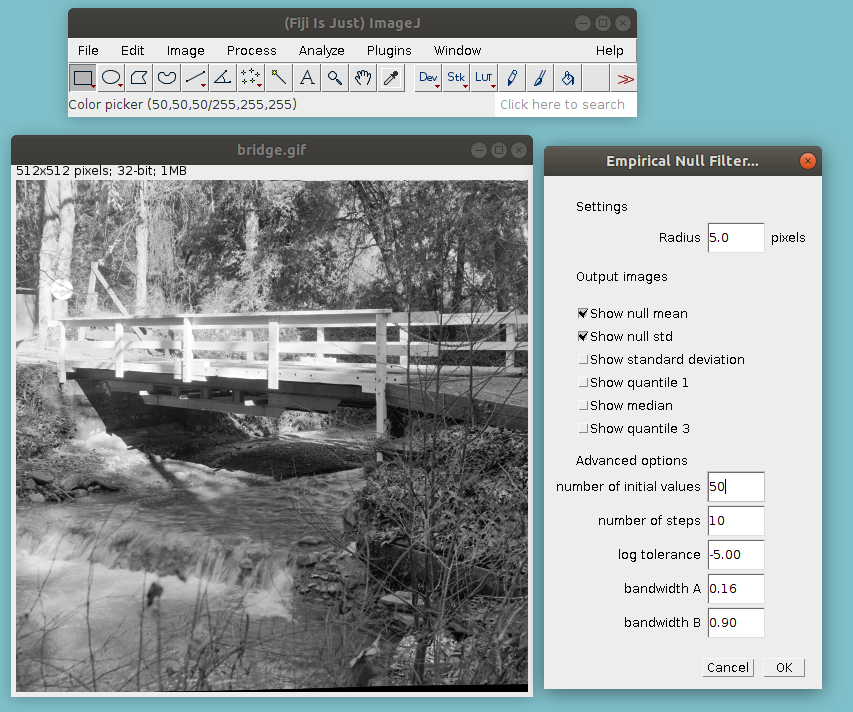 (Fiji Is Just) ImageJ
File Edit Image Process Analyze Plugins Window Help
A Dev Stk LUT >>
Color picker (50,50,50/255,255,255) Click here to search
bridge.gif
512x512 pixels; 32-bit; 1MB
Empirical Null Filter...
Settings
Radius 5.0 pixels
Output images
Show null mean
Show null std
Show standard deviation
Show quantile 1
Show median
Show quantile 3
Advanced options
number of initial values 50
number of steps 10
log tolerance -5.00
bandwidth A 0.16
bandwidth B 0.90
Cancel OK